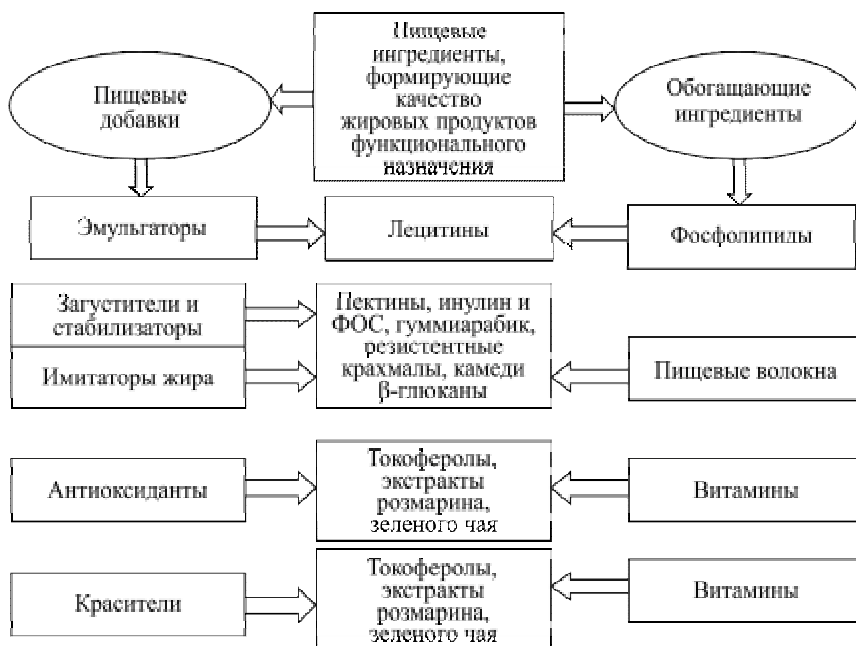 Пищевые
ингредиенты,
формирующие
качество
жировых продуктов
функционального
назначения
Пищевые
добавки
Обогащающие
ингредиенты
Эмульгаторы
Лецитины
Фосфолипиды
Загустители и
стабилизаторы
Имитаторы жира
Пектины, инулин и
ФОС, гуммиарабик,
резистентные
крахмалы, камеди
β-глюканы
Пищевые волокна
Антиоксиданты
Токоферолы,
экстракты
розмарина,
зеленого чая
Витамины
Красители
Токоферолы,
экстракты
розмарина,
зеленого чая
Витамины